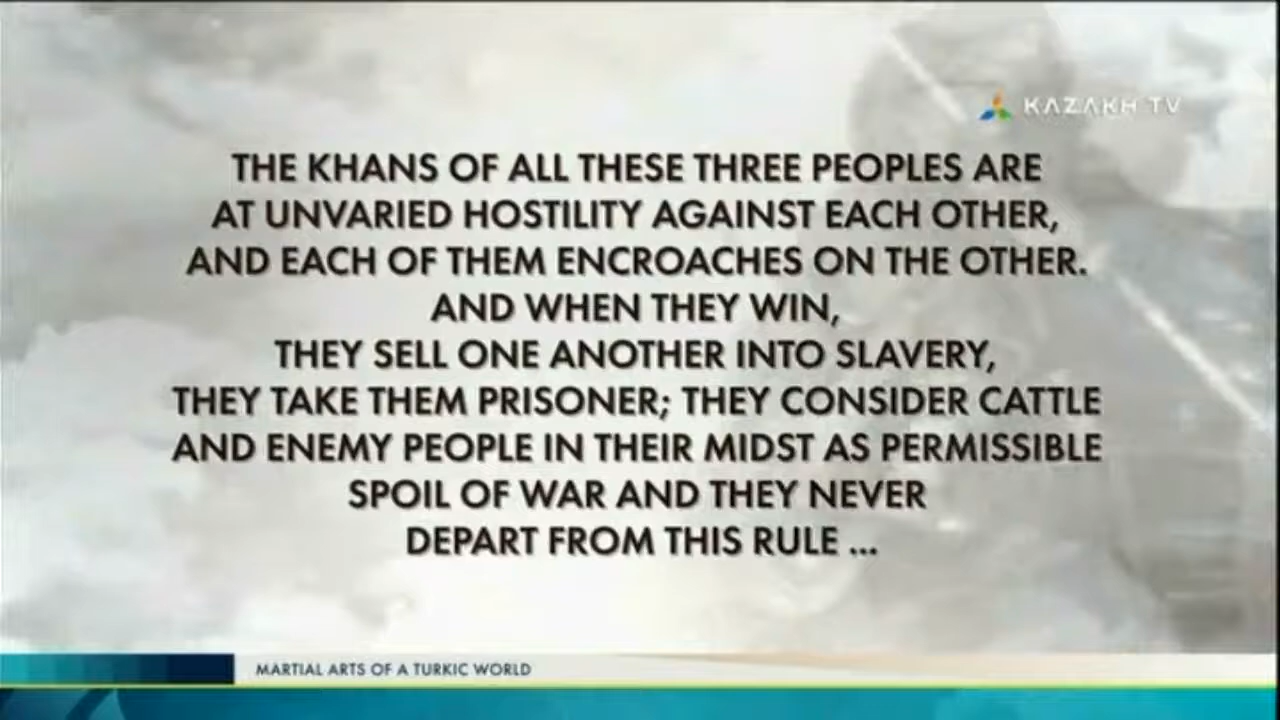 KAZAKH TV
THE KHANS OF ALL THESE THREE PEOPLES ARE
AT UNVARIED HOSTILITY AGAINST EACH OTHER,
AND EACH OF THEM ENCROACHES ON THE OTHER.
AND WHEN THEY WIN,
THEY SELL ONE ANOTHER INTO SLAVERY,
THEY TAKE THEM PRISONER; THEY CONSIDER CATTLE
AND ENEMY PEOPLE IN THEIR MIDST AS PERMISSIBLE
SPOIL OF WAR AND THEY NEVER
DEPART FROM THIS RULE ...
MARTIAL ARTS OF A TURKIC WORLD